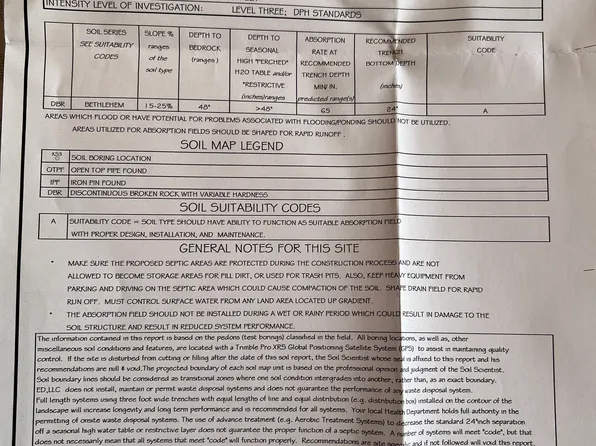 INTENSITY LEVEL OF INVESTIGATION: LEVEL THREE; DPH STANDARDS
SOIL SERIES SEE SUITABILITY CODES
SLOPE % ranges of the soil type
DEPTH TO BEDROCK (ranges)
DEPTH TO SEASONAL HIGH "PERCHED" H2O TABLE and/or *RESTRICTIVE (inches)ranges
ABSORPTION RATE AT RECOMMENDED TRENCH DEPTH MIN/ IN. predicted range(s)
RECOMMENDED TRENCH BOTTOM DEPTH (inches)
SUITABILITY CODE
DBR BETHLEHEM 15-25% 48" >48" 65 24" A
AREAS WHICH FLOOD OR HAVE POTENTIAL FOR PROBLEMS ASSOCIATED WITH FLOODING/PONDING SHOULD NOT BE UTILIZED.
AREAS UTILIZED FOR ABSORPTION FIELDS SHOULD BE SHAPED FOR RAPID RUNOFF .
SOIL MAP LEGEND
SOIL BORING LOCATION
OTPF OPEN TOP PIPE FOUND
IPF IRON PIN FOUND
DBR DISCONTINUOUS BROKEN ROCK WITH VARIABLE HARDNESS
SOIL SUITABILITY CODES
A SUITABILITY CODE = SOIL TYPE SHOULD HAVE ABILITY TO FUNCTION AS SUITABLE ABSORPTION FIELD
WITH PROPER DESIGN, INSTALLATION, AND MAINTENANCE.
GENERAL NOTES FOR THIS SITE
* MAKE SURE THE PROPOSED SEPTIC AREAS ARE PROTECTED DURING THE CONSTRUCTION PROCESS AND ARE NOT
ALLOWED TO BECOME STORAGE AREAS FOR FILL DIRT, OR USED FOR TRASH PITS. ALSO, KEEP HEAVY EQUIPMENT FROM
PARKING AND DRIVING ON THE SEPTIC AREA WHICH COULD CAUSE COMPACTION OF THE SOIL. SHAPE DRAIN FIELD FOR RAPID
RUN OFF. MUST CONTROL SURFACE WATER FROM ANY LAND AREA LOCATED UP GRADIENT.
* THE ABSORPTION FIELD SHOULD NOT BE INSTALLED DURING A WET OR RAINY PERIOD WHICH COULD RESULT IN DAMAGE TO THE
SOIL STRUCTURE AND RESULT IN REDUCED SYSTEM PERFORMANCE.
The information contained in this report is based on the pedons (test borings) classified in the field. All boring locations, as well as, other
miscellaneous soil conditions and features, are located with a Trimble Pro XRS Global Positioning Satellite System (GPS) to assist in maintaining quality
control. If the site is disturbed from cutting or filling after the date of this soil report, the Soil Scientist whose seal is affixed to this report and his
recommendations are null & void. The projected boundary of each soil map unit is based on the professional opinion and judgment of the Soil Scientist.
Soil boundary lines should be considered as transitional zones where one soil condition intergrades into another, rather than, as an exact boundary.
ED,LLC does not install, maintan or permit waste disposal systems and does not guarantee the performance of any waste disposal system.
Full length systems using three foot wide trenches with equal lengths of line and equal distribution (e.g. distribution box) installed on the contour of the
landscape will increase longevity and long term performance and is recommended for all systems. Your local Health Department holds full authority in the
permitting of onsite waste disposal systems. The use of advance treatment (e.g. Aerobic Treatment Systems) to decrease the standard 24"inch separation
off a seasonal high water table or restrictive layer does not guarantee the proper function of a septic system. A number of systems will meet "code", but that
does not necessarily mean that all systems that meet "code" will function properly. Recommendations are site specific and if not followed will void this report.